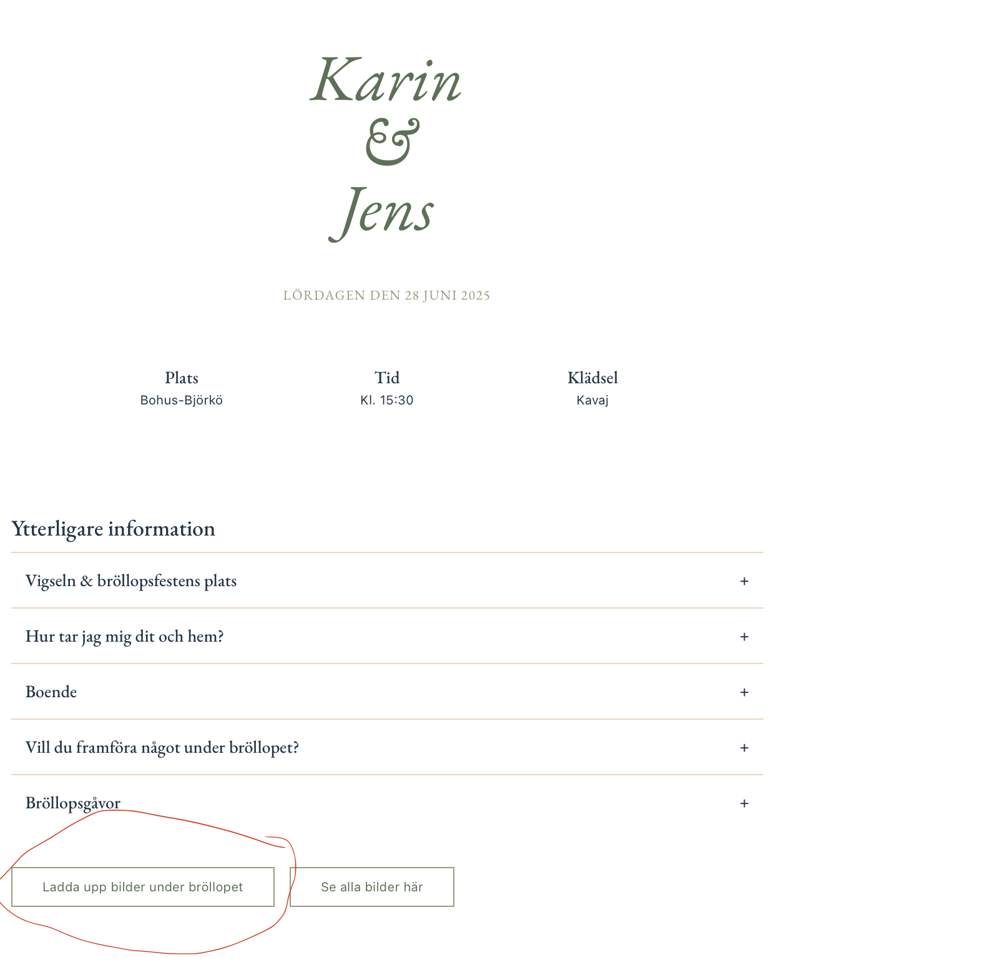 Karin
&
Jens
LÖRDAGEN DEN 28 JUNI 2025
Plats
Bohus-Björkö
Tid
Kl. 15:30
Klädsel
Kavaj
Ytterligare information
Vigseln & bröllopsfestens plats +
Hur tar jag mig dit och hem? +
Boende +
Vill du framföra något under bröllopet? +
Bröllopsgåvor +
Ladda upp bilder under bröllopet
Se alla bilder här